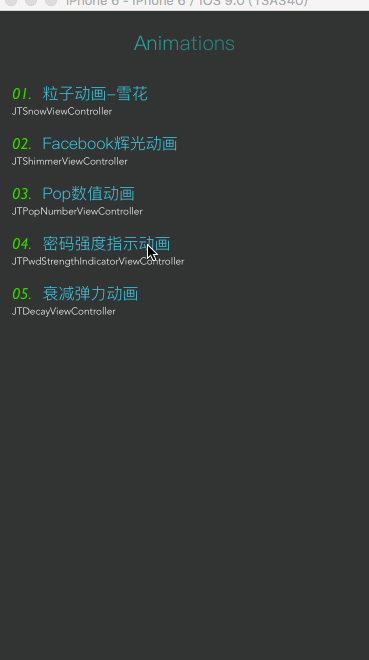 iPhone 6 - iPhone 6 / iOS 9.0 (13A340)
Animations
01. 粒子动画-雪花
JTSnowViewController
02. Facebook辉光动画
JTShimmerViewController
03. Pop数值动画
JTPopNumberViewController
04. 密码强度指示动画
JTPwdStrengthIndicatorViewController
05. 衰减弹力动画
JTDecayViewController